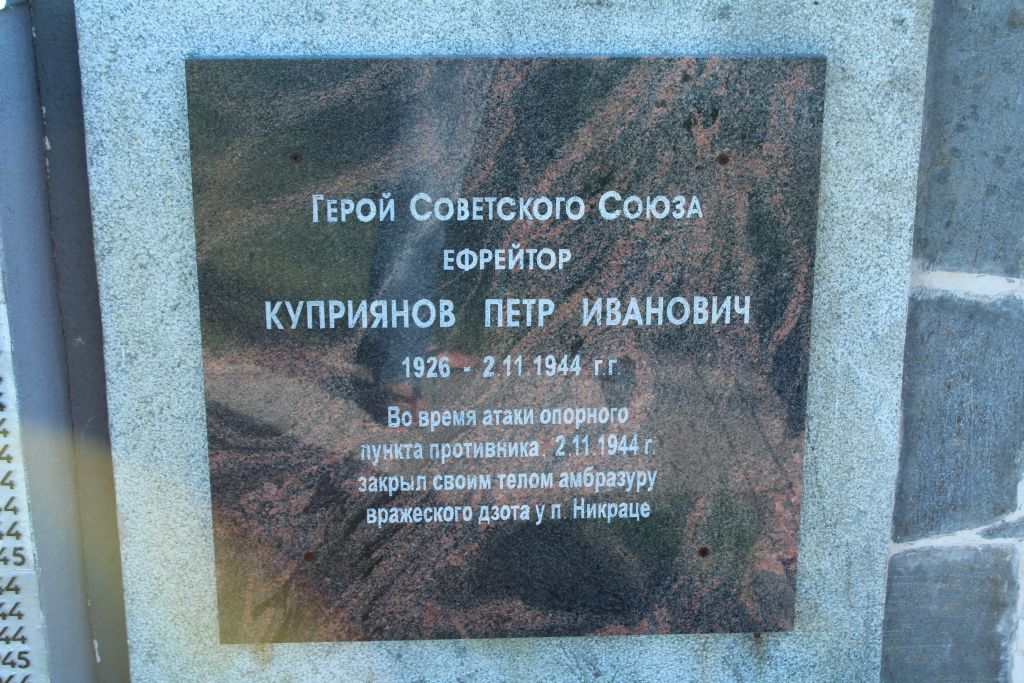 Герой Советского Союза
ефрейтор
КУПРИЯНОВ ПЕТР ИВАНОВИЧ
1926 - 2.11.1944 г.г.
Во время атаки опорного
пункта противника, 2.11.1944 г.
закрыл своим телом амбразуру
вражеского дзота у п. Никраце